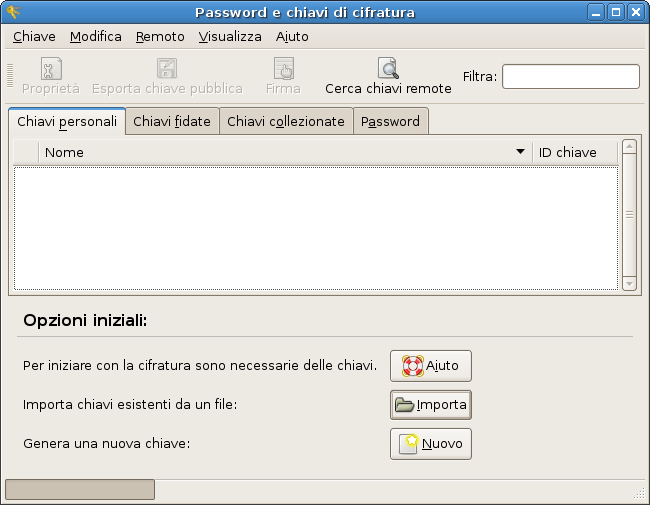 Password e chiavi di cifratura
Chiave Modifica Remoto Visualizza Aiuto
Proprietà Esporta chiave pubblica Firma Cerca chiavi remote Filtra:
Chiavi personali Chiavi fidate Chiavi collezionate Password
Nome ID chiave
Opzioni iniziali:
Per iniziare con la cifratura sono necessarie delle chiavi. Aiuto
Importa chiavi esistenti da un file: Importa
Genera una nuova chiave: Nuovo